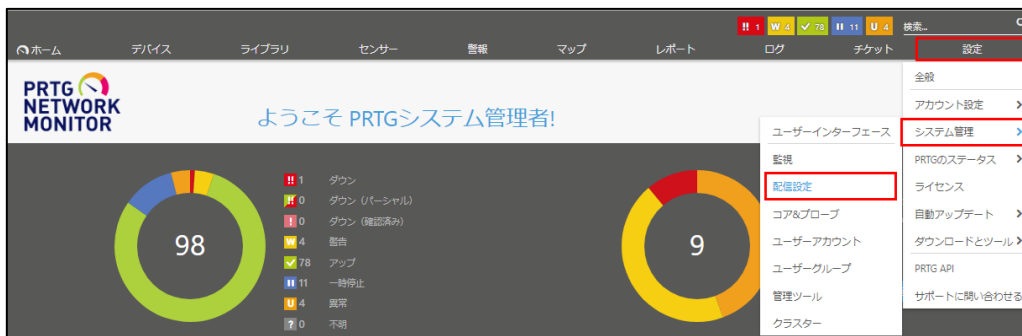 !! 1 W 4 ✓ 78 II 11 U 4 検索...
ホーム デバイス ライブラリ センサー 警報 マップ レポート ログ チケット 設定
PRTG
NETWORK
MONITOR
ようこそ PRTGシステム管理者!
全般
アカウント設定
システム管理
PRTGのステータス
ライセンス
自動アップデート
ダウンロードとツール
PRTG API
サポートに問い合わせる
ユーザーインターフェース
監視
配信設定
コア&プローブ
ユーザーアカウント
ユーザーグループ
管理ツール
クラスター
98
!! 1 ダウン
!! 0 ダウン (パーシャル)
! 0 ダウン (確認済み)
W 4 警告
✓ 78 アップ
II 11 一時停止
U 4 異常
? 0 不明
9